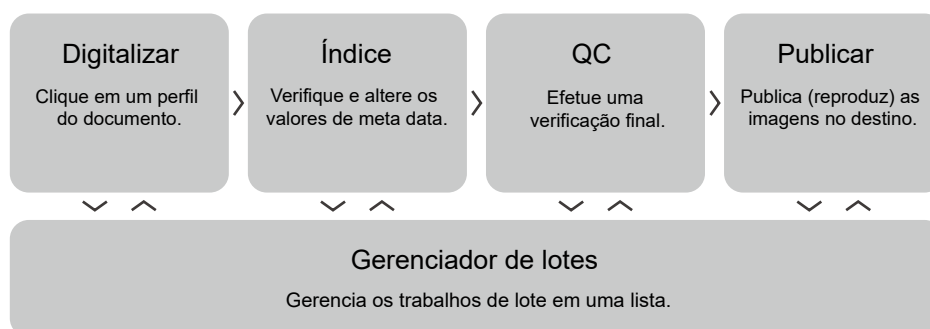 Digitalizar
Clique em um perfil
do documento.
Índice
Verifique e altere os
valores de meta data.
QC
Efetue uma
verificação final.
Publicar
Publica (reproduz) as
imagens no destino.
Gerenciador de lotes
Gerencia os trabalhos de lote em uma lista.